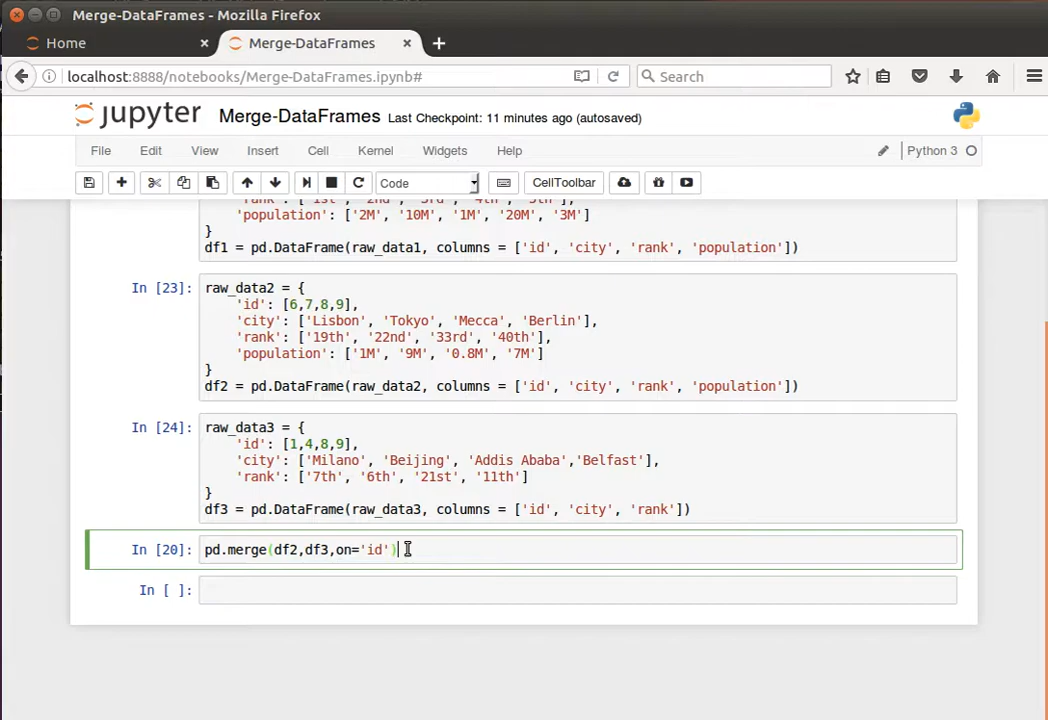 Merge-DataFrames - Mozilla Firefox
Home
Merge-DataFrames
localhost:8888/notebooks/Merge-DataFrames.ipynb#
Search
jupyter Merge-DataFrames Last Checkpoint: 11 minutes ago (autosaved)
File Edit View Insert Cell Kernel Widgets Help Python 3
Code CellToolbar
'rank': ['1st', '2nd', '3rd', '4th', '5th'],
'population': ['2M', '10M', '1M', '20M', '3M']
}
df1 = pd.DataFrame(raw_data1, columns = ['id', 'city', 'rank', 'population'])
In [23]: raw_data2 = {
'id': [6,7,8,9],
'city': ['Lisbon', 'Tokyo', 'Mecca', 'Berlin'],
'rank': ['19th', '22nd', '33rd', '40th'],
'population': ['1M', '9M', '0.8M', '7M']
}
df2 = pd.DataFrame(raw_data2, columns = ['id', 'city', 'rank', 'population'])
In [24]: raw_data3 = {
'id': [1,4,8,9],
'city': ['Milano', 'Beijing', 'Addis Ababa','Belfast'],
'rank': ['7th', '6th', '21st', '11th']
}
df3 = pd.DataFrame(raw_data3, columns = ['id', 'city', 'rank'])
In [20]: pd.merge(df2,df3,on='id')
In [ ]: